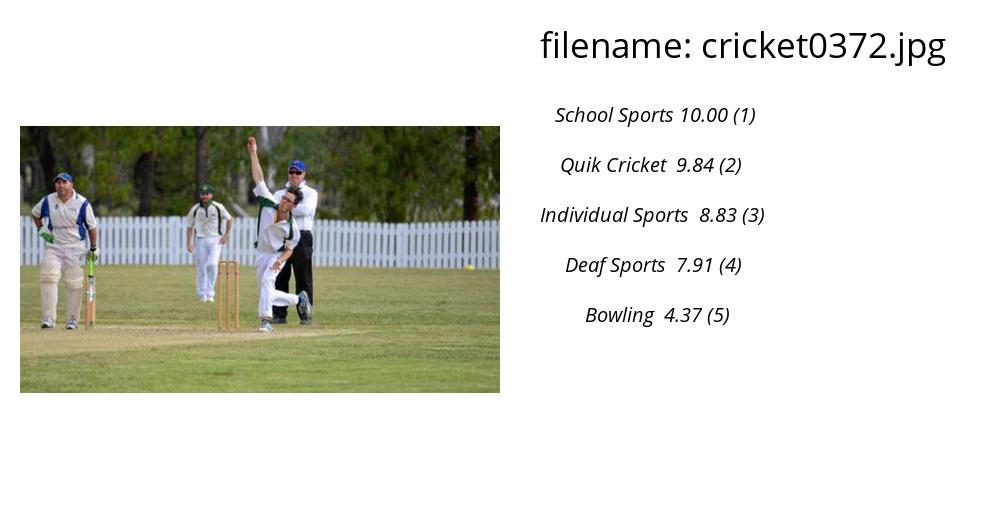 filename: cricket0372.jpg
School Sports 10.00 (1)
Quik Cricket 9.84 (2)
Individual Sports 8.83 (3)
Deaf Sports 7.91 (4)
Bowling 4.37 (5)